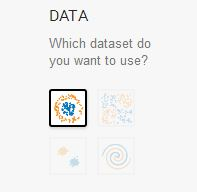 DATA
Which dataset do
you want to use?